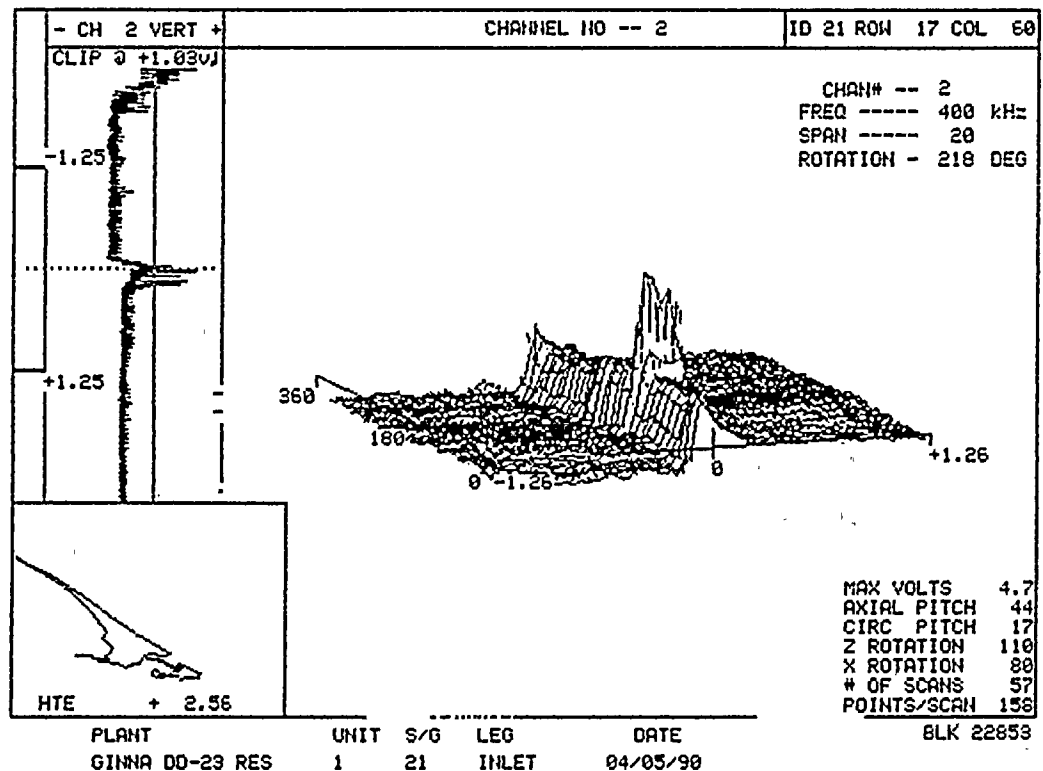 - CH 2 VERT +
CHANNEL NO -- 2
ID 21 ROW 17 COL 60
CLIP @ +1.03v
CHAN# -- 2
FREQ ----- 400 kHz
SPAN ----- 20
ROTATION - 218 DEG
-1.25
+1.25
360
180
0 -1.26
0
+1.26
MAX VOLTS 4.7
AXIAL PITCH 44
CIRC PITCH 17
Z ROTATION 110
X ROTATION 80
# OF SCANS 57
POINTS/SCAN 158
HTE + 2.56
BLK 22853
PLANT UNIT S/G LEG DATE
GINNA DD-23 RES 1 21 INLET 04/05/90